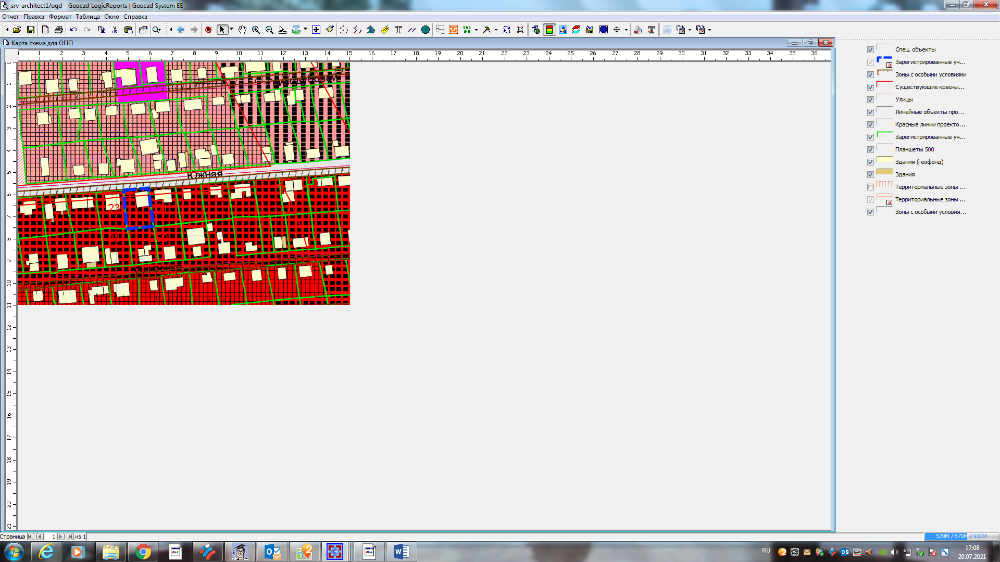 srv-architect1/ogd - Geocad LogicReports | Geocad System EE
Отчет Правка Формат Таблица Окно Справка
Карта схема для ОПП
0 1 2 3 4 5 6 7 8 9 10 11 12 13 14 15 16 17 18 19 20 21 22 23 24 25 26 27 28 29 30 31 32 33 34 35 36
0
1
2
3
4
5
6
7
8
9
10
11
12
13
14
15
16
17
18
19
20
21
Южная
23
Спец. объекты
Зарегистрированные уч...
Зоны с особыми условиями
Существующие красны...
Улицы
Линейные объекты про...
Красные линии проекто...
Зарегистрированные уч...
Планшеты 500
Здания (геофонд)
Здания
Территориальные зоны ...
Территориальные зоны ...
Зоны с особыми условия...
Страница 1 из 1
529M / 670M / 910M
RU
17:08
20.07.2021